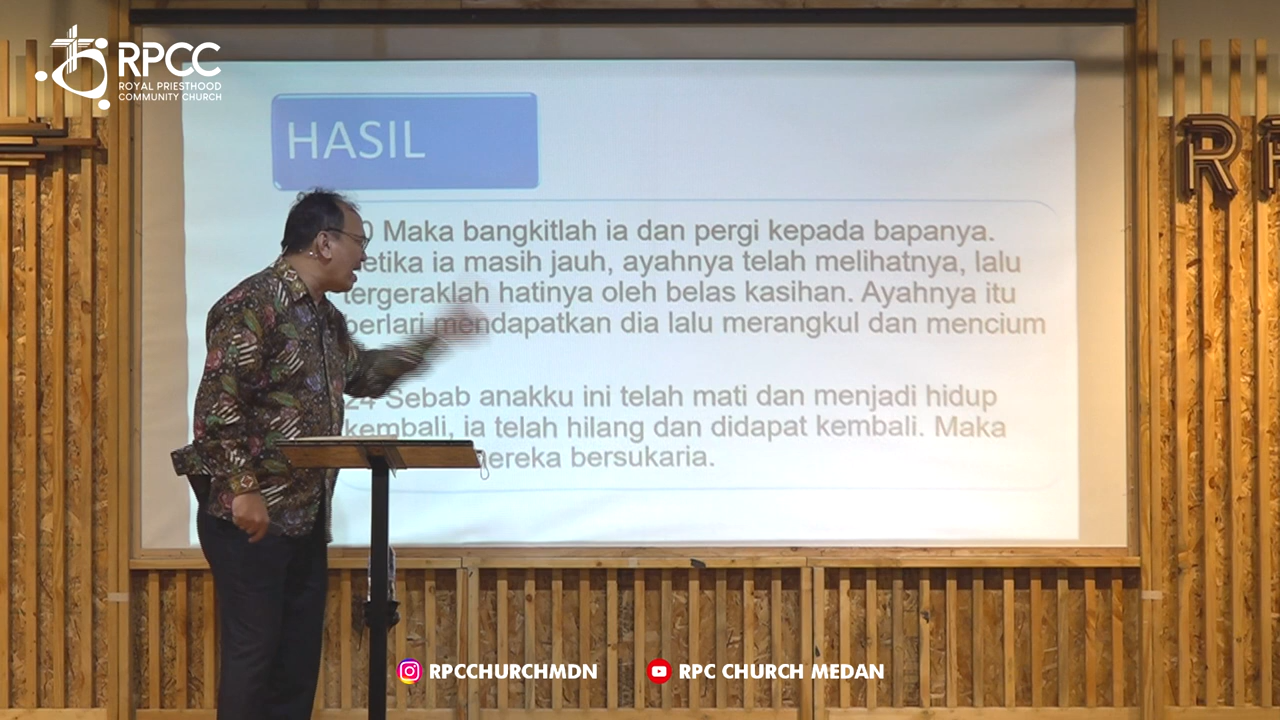 RPCC
ROYAL PRIESTHOOD
COMMUNITY CHURCH
HASIL
Maka bangkitlah ia dan pergi kepada bapanya.
ia masih jauh, ayahnya telah melihatnya, lalu
tergeraklah hatinya oleh belas kasihan. Ayahnya itu
berlari mendapatkan dia lalu merangkul dan mencium
24 Sebab anakku ini telah mati dan menjadi hidup
kembali, ia telah hilang dan didapat kembali. Maka
mereka bersukaria.
R
RPCCHURCHMDN
RPC CHURCH MEDAN